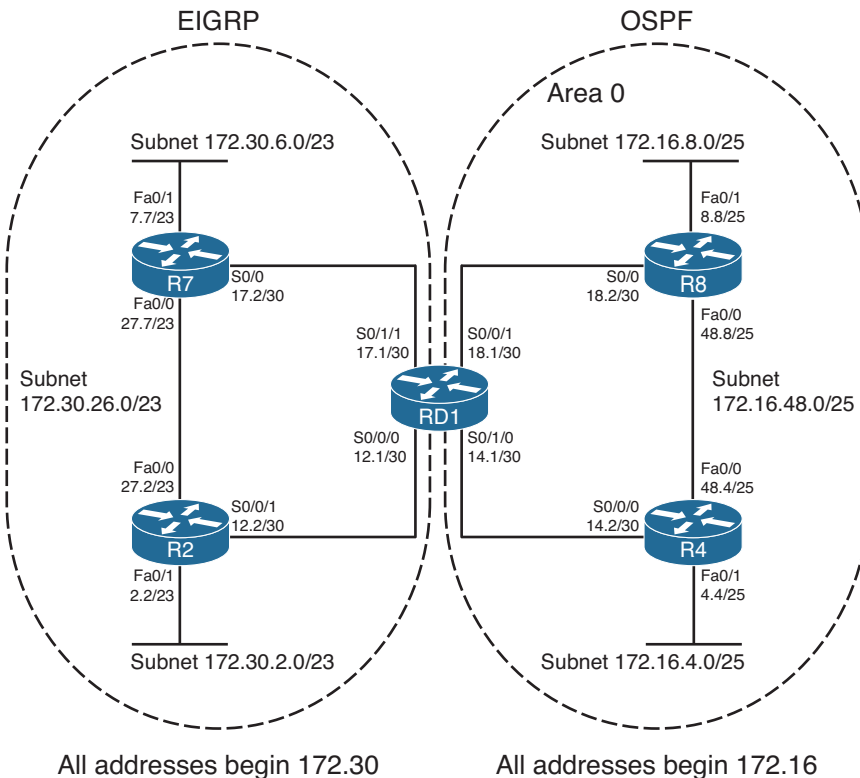 EIGRP
OSPF
Area 0
Subnet 172.30.6.0/23
Subnet 172.16.8.0/25
Fa0/1
7.7/23
Fa0/1
8.8/25
R7
R8
S0/0
17.2/30
S0/0
18.2/30
Fa0/0
27.7/23
Fa0/0
48.8/25
S0/1/1
17.1/30
S0/0/1
18.1/30
Subnet
172.30.26.0/23
Subnet
172.16.48.0/25
RD1
S0/0/0
12.1/30
S0/1/0
14.1/30
Fa0/0
27.2/23
Fa0/0
48.4/25
S0/0/1
12.2/30
S0/0/0
14.2/30
R2
R4
Fa0/1
2.2/23
Fa0/1
4.4/25
Subnet 172.30.2.0/23
Subnet 172.16.4.0/25
All addresses begin 172.30
All addresses begin 172.16